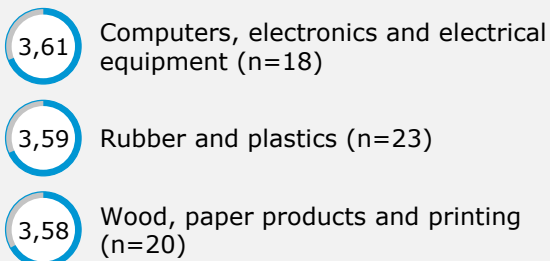 3,61
Computers, electronics and electrical
equipment (n=18)
3,59
Rubber and plastics (n=23)
3,58
Wood, paper products and printing
(n=20)